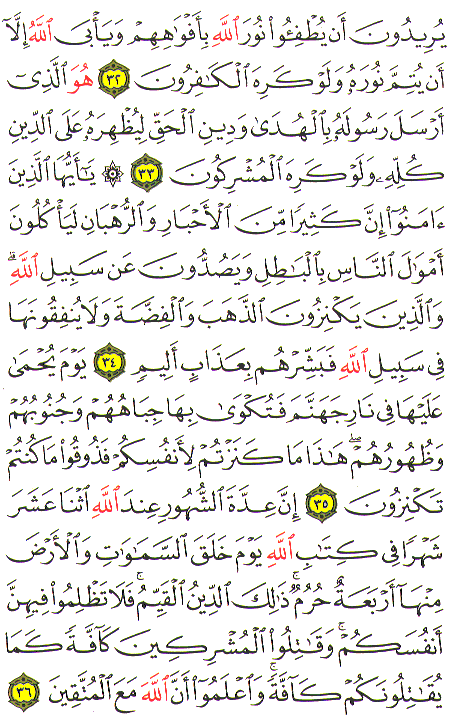 يُرِيدُونَ أَن يُطْفِـُٔوا۟ نُورَ ٱللَّهِ بِأَفْوَٰهِهِمْ وَيَأْبَى ٱللَّهُ إِلَّآ
أَن يُتِمَّ نُورَهُۥ وَلَوْ كَرِهَ ٱلْكَٰفِرُونَ ٣٢ هُوَ ٱلَّذِىٓ
أَرْسَلَ رَسُولَهُۥ بِٱلْهُدَىٰ وَدِينِ ٱلْحَقِّ لِيُظْهِرَهُۥ عَلَى ٱلدِّينِ
كُلِّهِۦ وَلَوْ كَرِهَ ٱلْمُشْرِكُونَ ٣٣ ۞ يَٰٓأَيُّهَا ٱلَّذِينَ
ءَامَنُوٓا۟ إِنَّ كَثِيرًا مِّنَ ٱلْأَحْبَارِ وَٱلرُّهْبَانِ لَيَأْكُلُونَ
أَمْوَٰلَ ٱلنَّاسِ بِٱلْبَٰطِلِ وَيَصُدُّونَ عَن سَبِيلِ ٱللَّهِ ۗ
وَٱلَّذِينَ يَكْنِزُونَ ٱلذَّهَبَ وَٱلْفِضَّةَ وَلَا يُنفِقُونَهَا
فِى سَبِيلِ ٱللَّهِ فَبَشِّرْهُم بِعَذَابٍ أَلِيمٍ ٣٤ يَوْمَ يُحْمَىٰ
عَلَيْهَا فِى نَارِ جَهَنَّمَ فَتُكْوَىٰ بِهَا جِبَاهُهُمْ وَجُنُوبُهُمْ
وَظُهُورُهُمْ ۖ هَٰذَا مَا كَنَزْتُمْ لِأَنفُسِكُمْ فَذُوقُوا۟ مَا كُنتُمْ
تَكْنِزُونَ ٣٥ إِنَّ عِدَّةَ ٱلشُّهُورِ عِندَ ٱللَّهِ ٱثْنَا عَشَرَ
شَهْرًا فِى كِتَٰبِ ٱللَّهِ يَوْمَ خَلَقَ ٱلسَّمَٰوَٰتِ وَٱلْأَرْضَ
مِنْهَآ أَرْبَعَةٌ حُرُمٌ ۚ ذَٰلِكَ ٱلدِّينُ ٱلْقَيِّمُ ۚ فَلَا تَظْلِمُوا۟ فِيهِنَّ
أَنفُسَكُمْ ۚ وَقَٰتِلُوا۟ ٱلْمُشْرِكِينَ كَآفَّةً كَمَا
يُقَٰتِلُونَكُمْ كَآفَّةً ۚ وَٱعْلَمُوٓا۟ أَنَّ ٱللَّهَ مَعَ ٱلْمُتَّقِينَ ٣٦